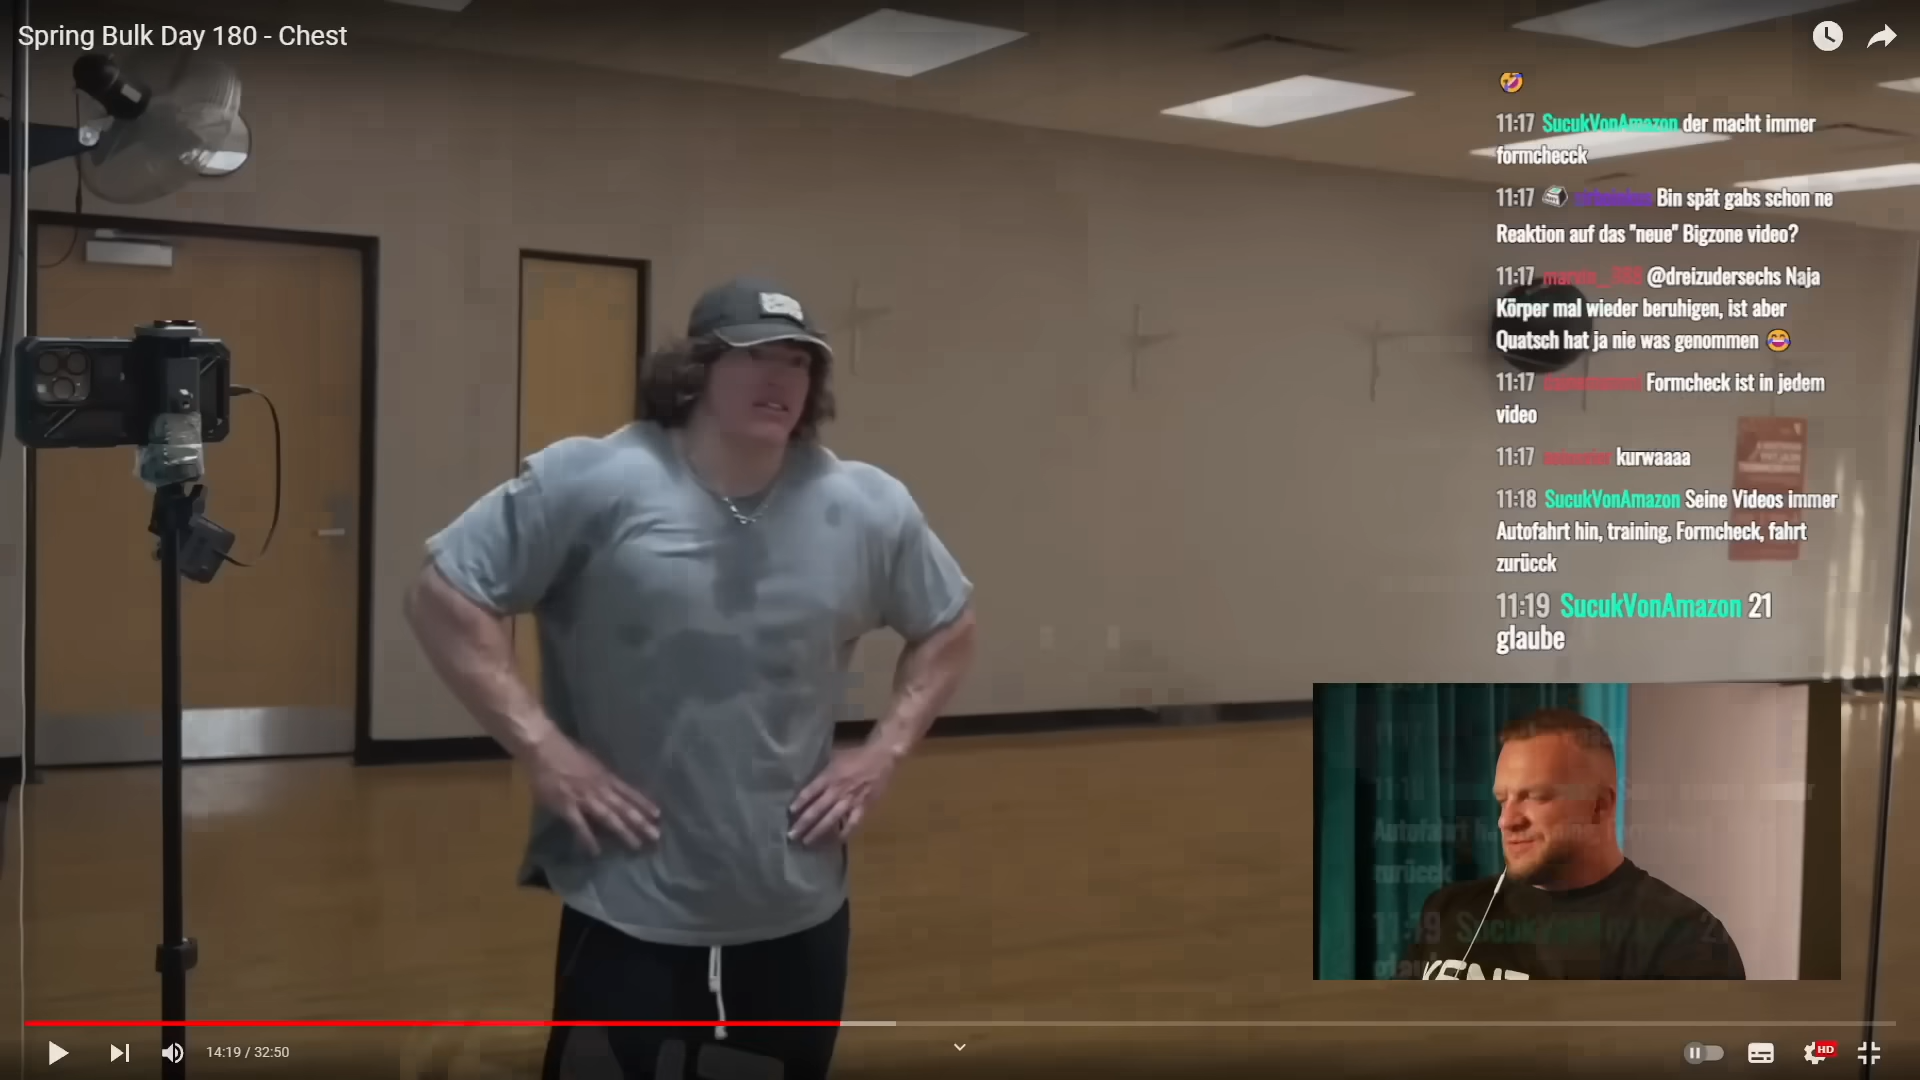 Spring Bulk Day 180 - Chest
11:17 SucukVonAmazon der macht immer
formchecck
11:17 Bin spät gabs schon ne
Reaktion auf das "neue" Bigzone video?
11:17 @dreizudersechs Naja
Körper mal wieder beruhigen, ist aber
Quatsch hat ja nie was genommen 😂
11:17 Formcheck ist in jedem
video
11:17 kurwaaaa
11:18 SucukVonAmazon Seine Videos immer
Autofahrt hin, training, Formcheck, fahrt
zurücck
11:19 SucukVonAmazon 21
glaube
14:19 / 32:50
HD